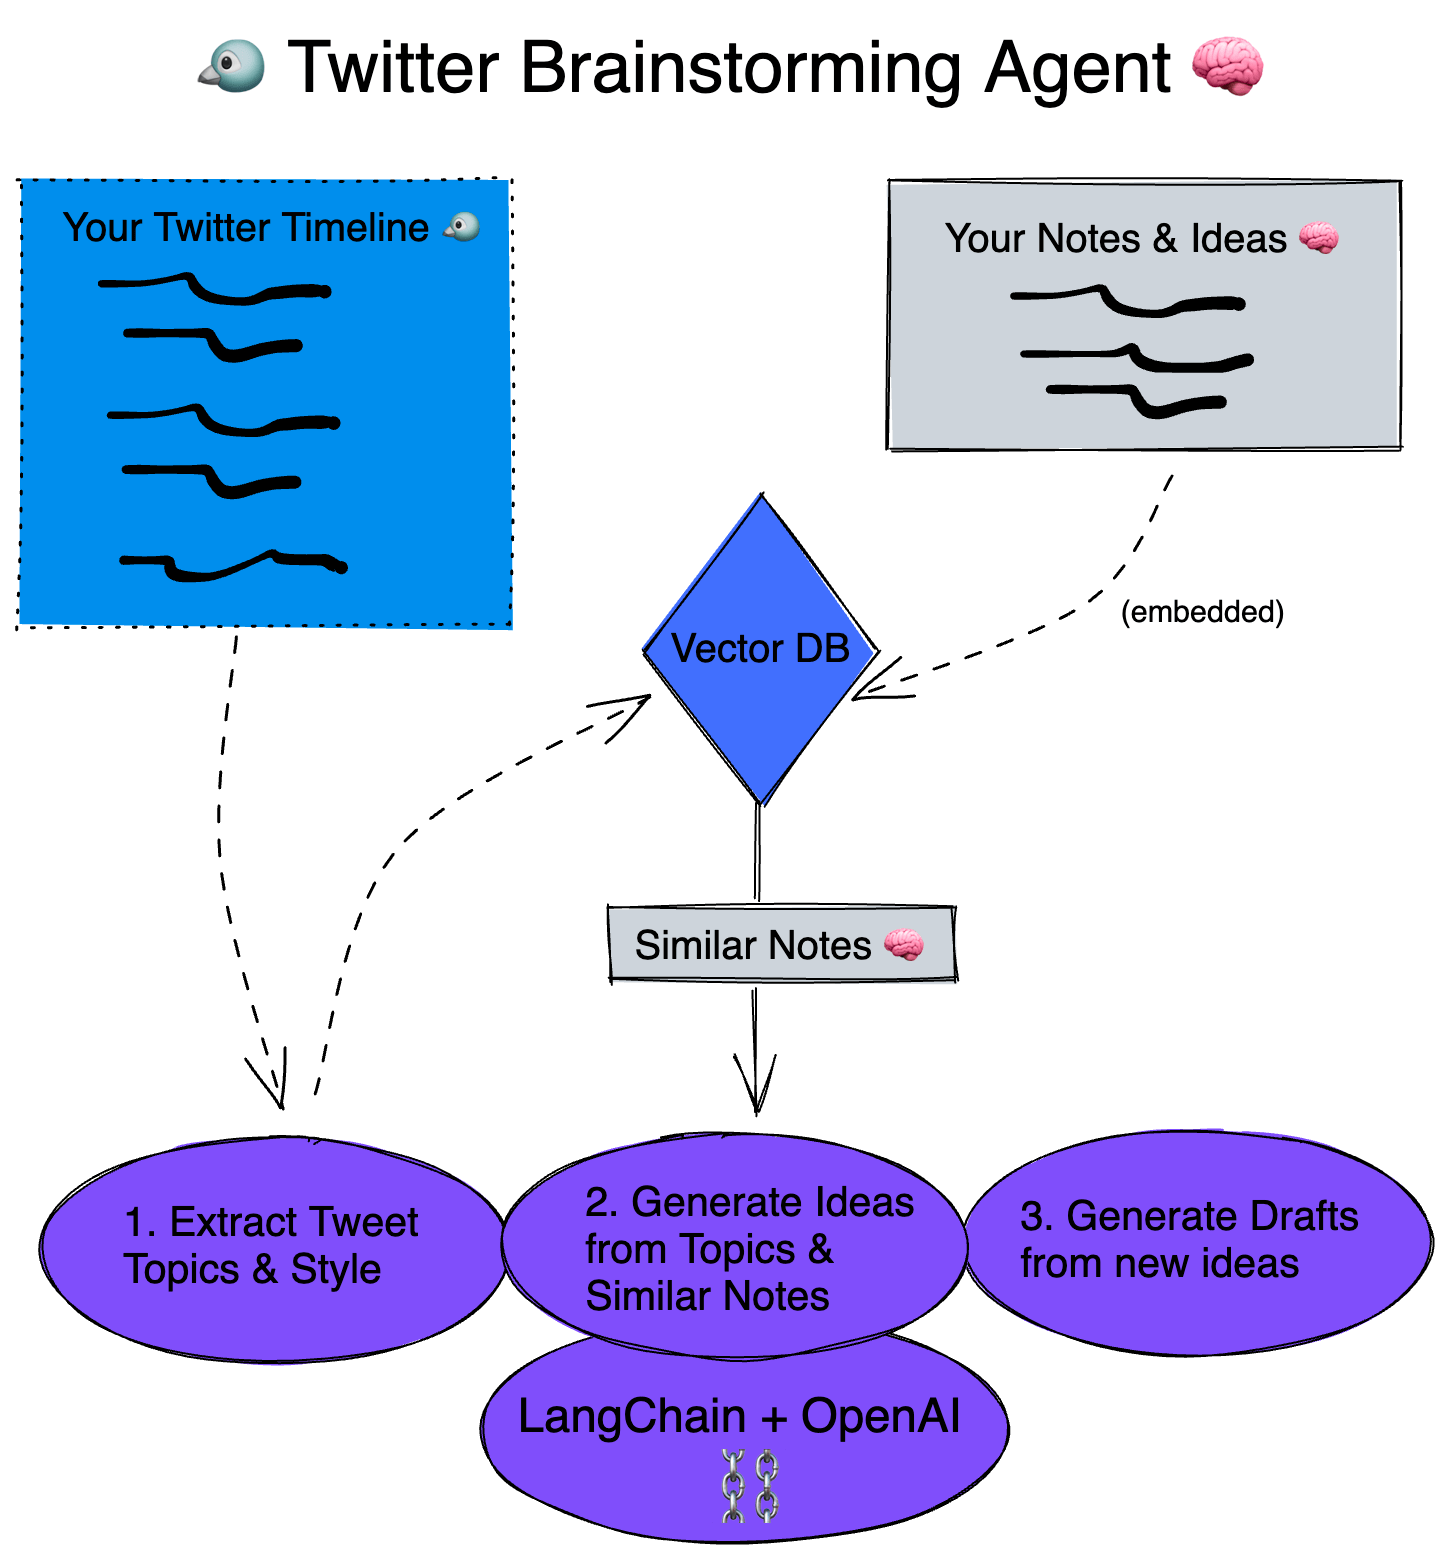 🐦 Twitter Brainstorming Agent 🧠
Your Twitter Timeline 🐦
Your Notes & Ideas 🧠
(embedded)
Vector DB
Similar Notes 🧠
1. Extract Tweet
Topics & Style
2. Generate Ideas
from Topics &
Similar Notes
3. Generate Drafts
from new ideas
LangChain + OpenAI
⛓️